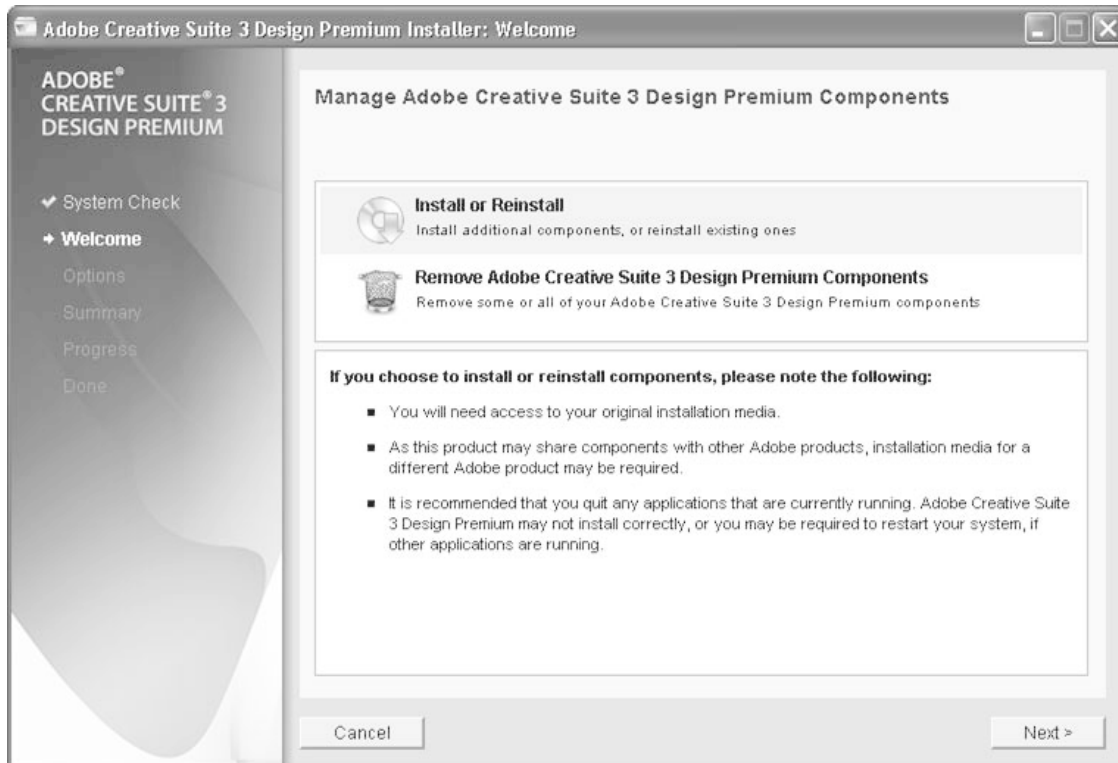 Adobe Creative Suite 3 Design Premium Installer: Welcome
ADOBE®
CREATIVE SUITE® 3
DESIGN PREMIUM
System Check
Welcome
Options
Summary
Progress
Done
Manage Adobe Creative Suite 3 Design Premium Components
Install or Reinstall
Install additional components, or reinstall existing ones
Remove Adobe Creative Suite 3 Design Premium Components
Remove some or all of your Adobe Creative Suite 3 Design Premium components
If you choose to install or reinstall components, please note the following:
You will need access to your original installation media.
As this product may share components with other Adobe products, installation media for a
different Adobe product may be required.
It is recommended that you quit any applications that are currently running. Adobe Creative Suite
3 Design Premium may not install correctly, or you may be required to restart your system, if
other applications are running.
Cancel
Next >